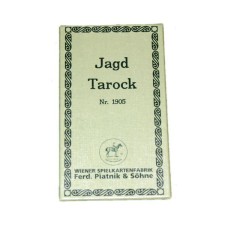 Jagd
Tarock
Nr. 1905
WIENER SPIELKARTENFABRIK
Ferd. Piatnik & Söhne